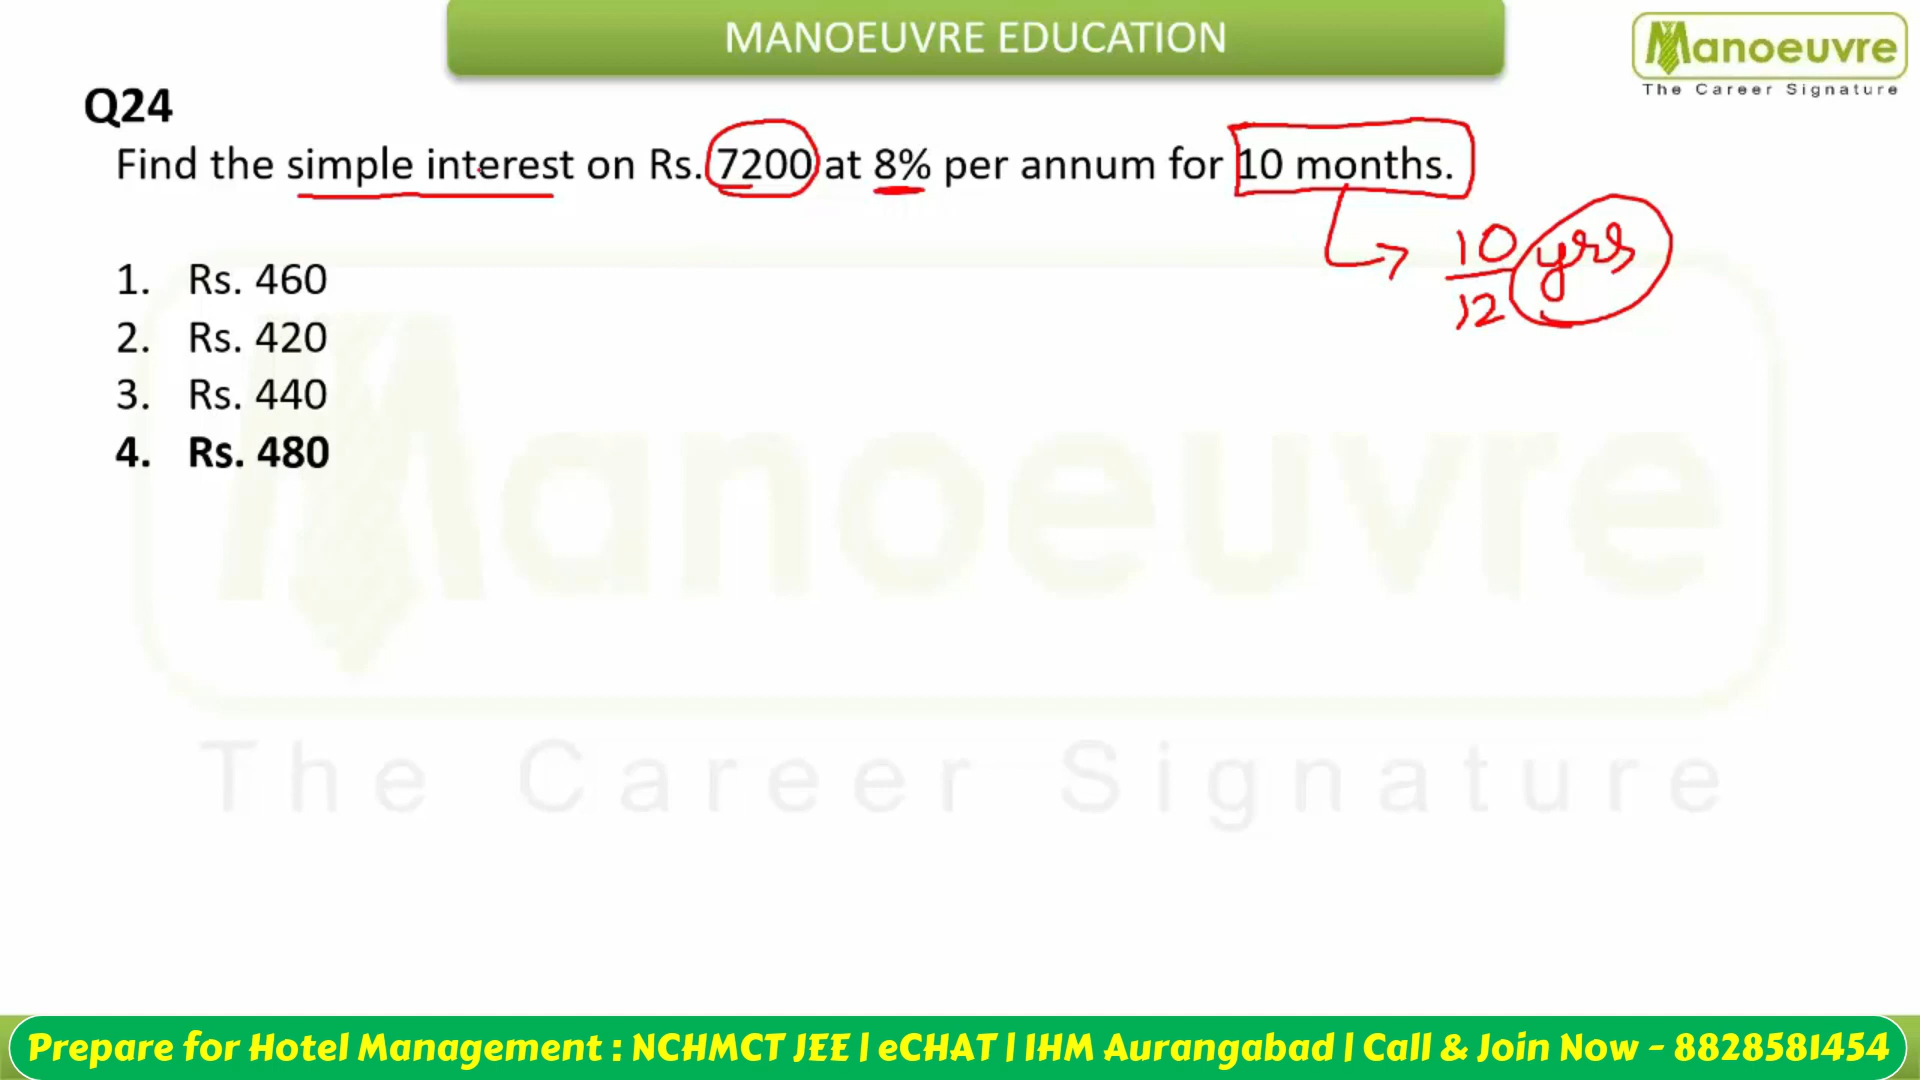 MANOEUVRE EDUCATION
Manoeuvre
The Career Signature
Q24
Find the simple interest on Rs. 7200 at 8% per annum for 10 months.
10
12
yrs
1. Rs. 460
2. Rs. 420
3. Rs. 440
4. Rs. 480
Manoeuvre
The Career Signature
Prepare for Hotel Management : NCHMCT JEE | eCHAT | IHM Aurangabad | Call & Join Now - 8828581454